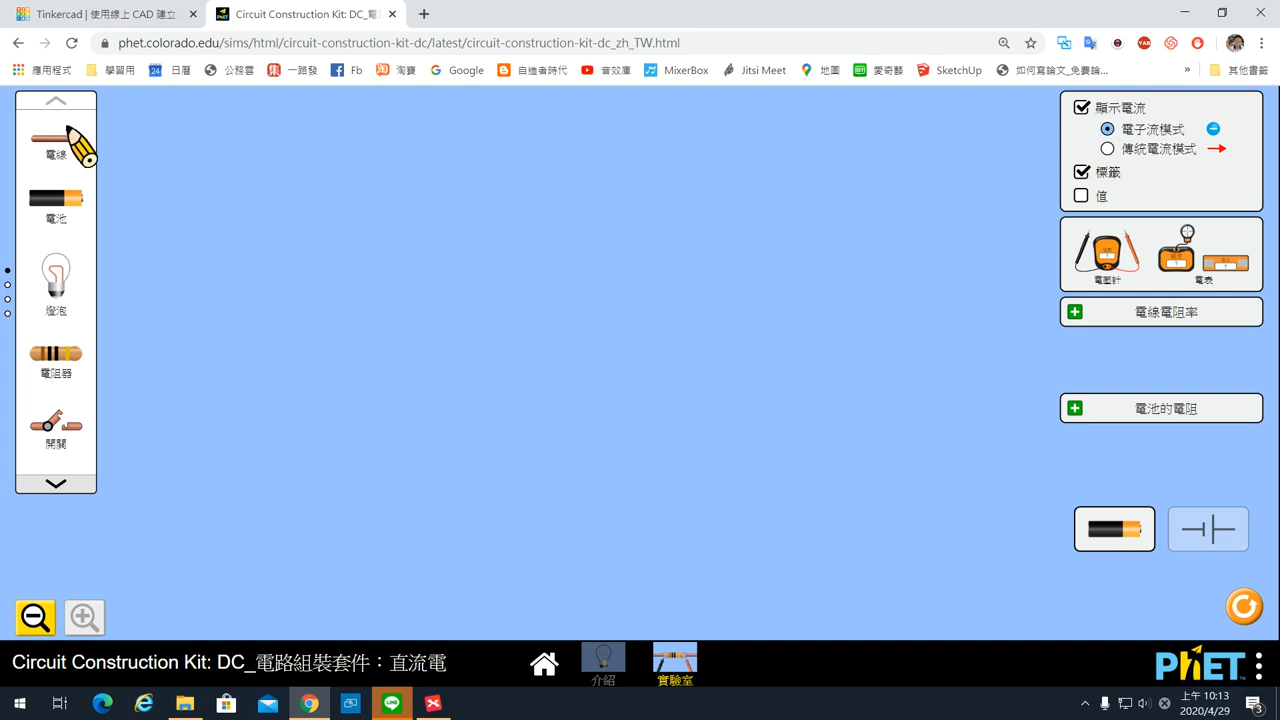 Tinkercad | 使用線上 CAD 建立
Circuit Construction Kit: DC_電
phet.colorado.edu/sims/html/circuit-construction-kit-dc/latest/circuit-construction-kit-dc_zh_TW.html
應用程式 學習用 24 日曆 公務雲 集 一路發 Fb 淘 淘寶 Google 自造者時代 音效庫 MixerBox Jitsi Meet 地圖 愛奇藝 SketchUp 如何寫論文_免費論... » 其他書籤
電線
電池
燈泡
電阻器
開關
顯示電流
電子流模式
傳統電流模式
標籤
值
電壓計
電表
電線電阻率
電池的電阻
Circuit Construction Kit: DC_電路組裝套件：直流電
介紹
實驗室
PhET
LINE
上午 10:13
2020/4/29
3